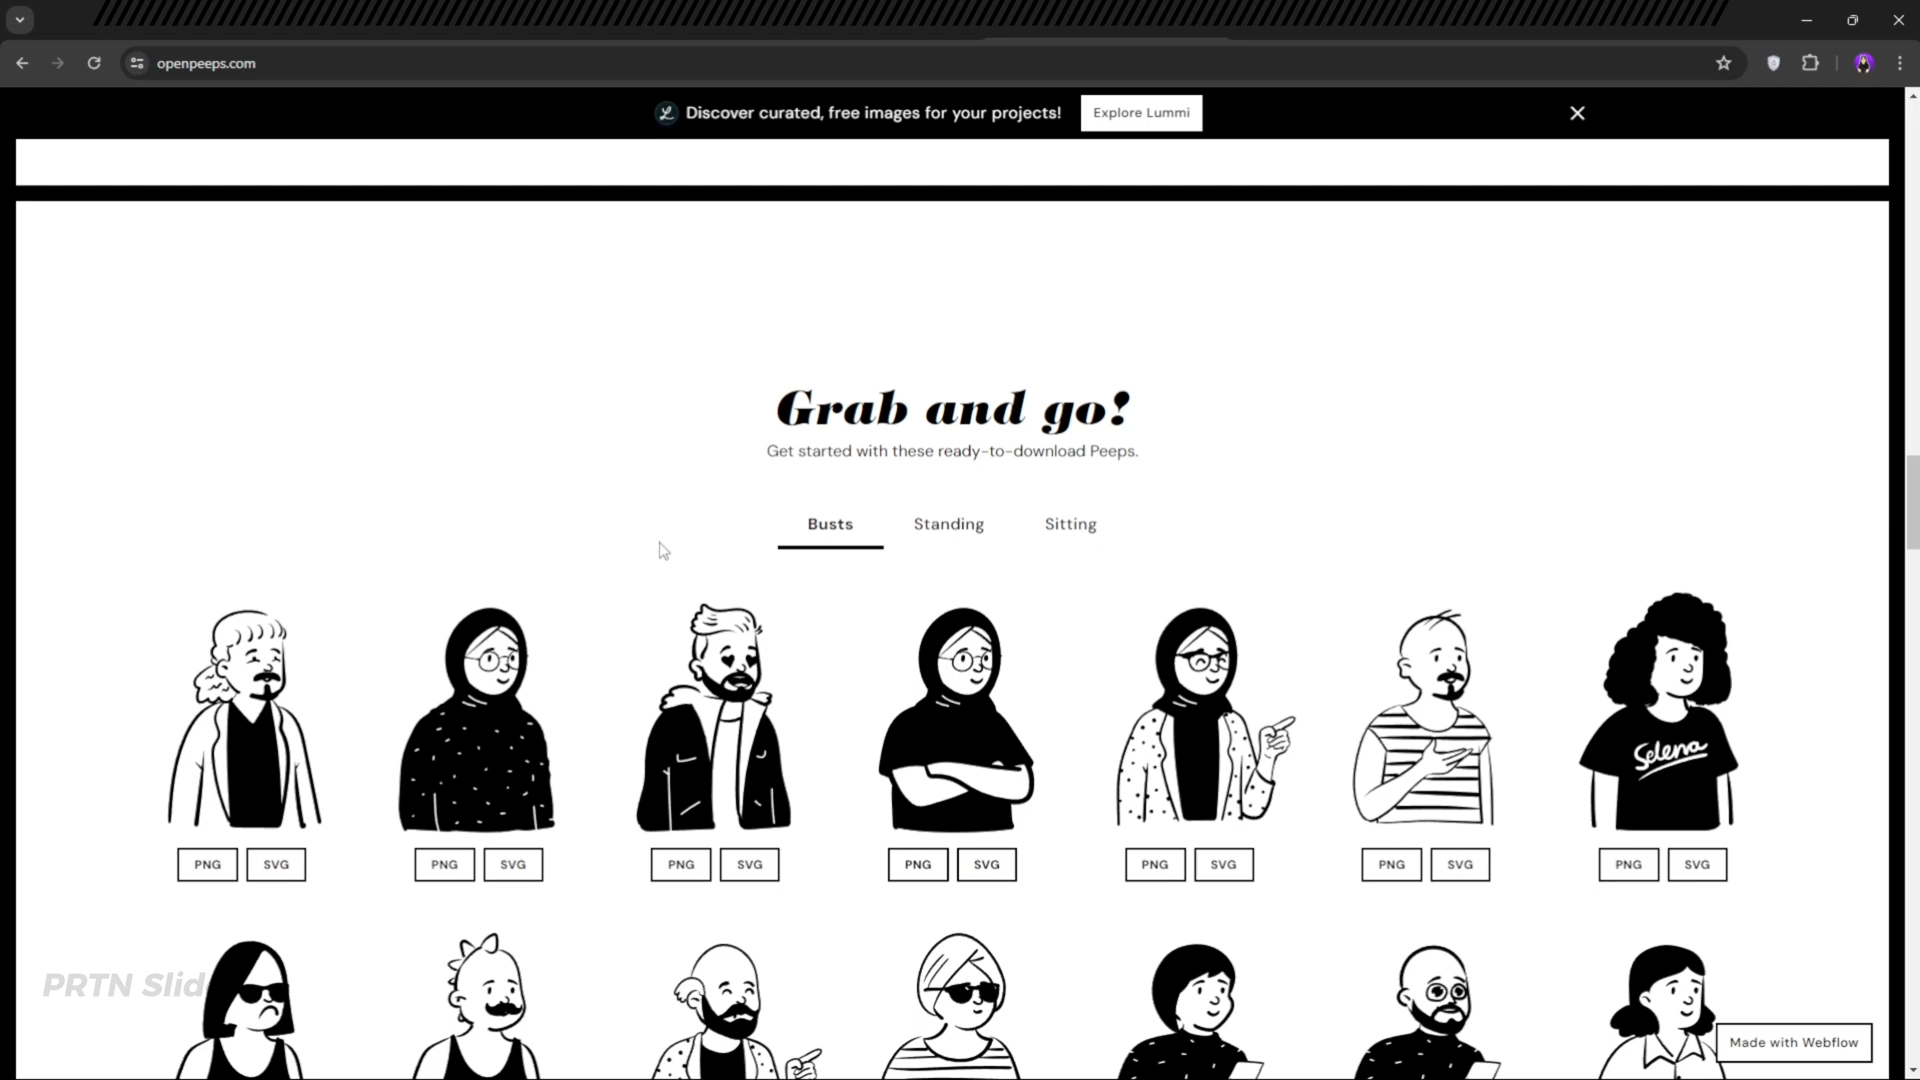 openpeeps.com
Discover curated, free images for your projects!
Explore Lummi
Grab and go!
Get started with these ready-to-download Peeps.
Busts
Standing
Sitting
Selena
PNG SVG PNG SVG PNG SVG PNG SVG PNG SVG PNG SVG PNG SVG
PRTN Slid
Made with Webflow